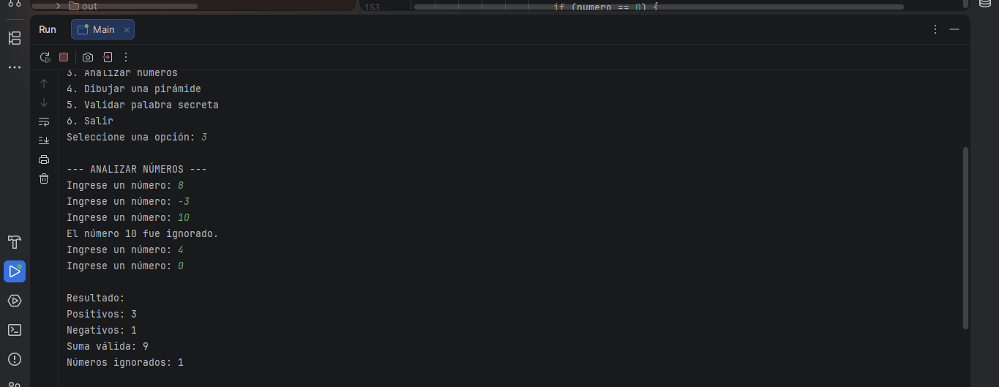 out
153
if (numero == 0) {
Run
Main
3. Analizar números
4. Dibujar una pirámide
5. Validar palabra secreta
6. Salir
Seleccione una opción: 3
--- ANALIZAR NÚMEROS ---
Ingrese un número: 8
Ingrese un número: -3
Ingrese un número: 10
El número 10 fue ignorado.
Ingrese un número: 4
Ingrese un número: 0
Resultado:
Positivos: 3
Negativos: 1
Suma válida: 9
Números ignorados: 1